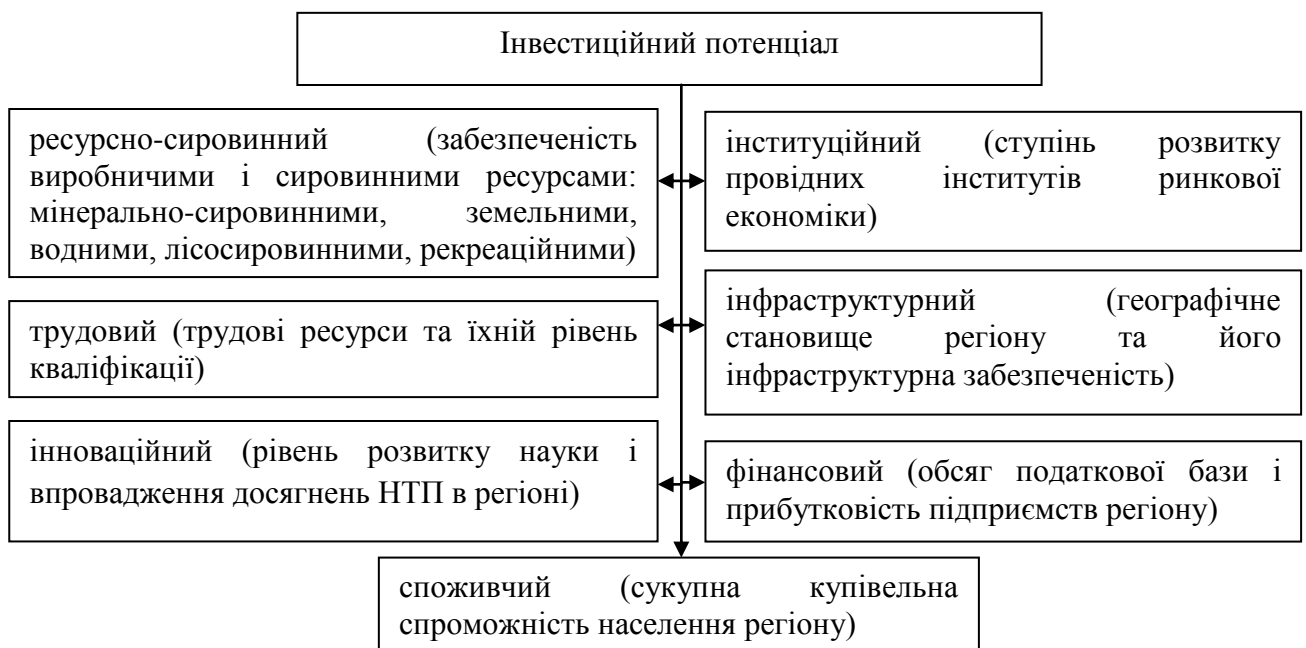 Інвестиційний потенціал
ресурсно-сировинний (забезпеченість
виробничими і сировинними ресурсами:
мінерально-сировинними, земельними,
водними, лісосировинними, рекреаційними)
інституційний (ступінь розвитку
провідних інститутів ринкової
економіки)
трудовий (трудові ресурси та їхній рівень
кваліфікації)
інфраструктурний (географічне
становище регіону та його
інфраструктурна забезпеченість)
інноваційний (рівень розвитку науки і
впровадження досягнень НТП в регіоні)
фінансовий (обсяг податкової бази і
прибутковість підприємств регіону)
споживчий (сукупна купівельна
спроможність населення регіону)